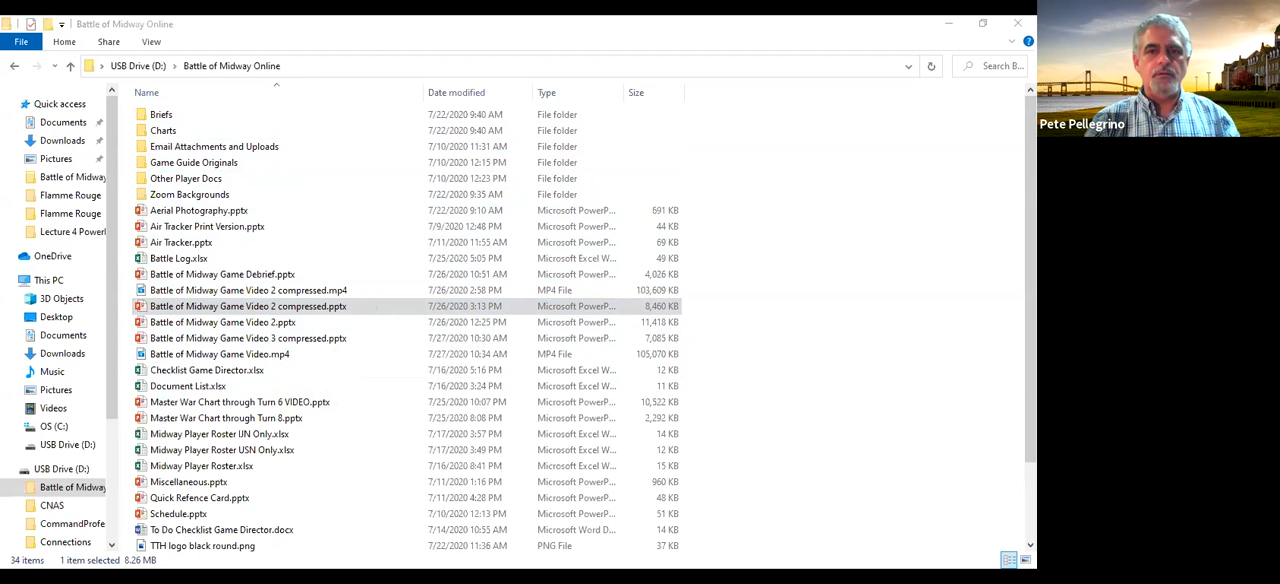 Battle of Midway Online
File Home Share View
USB Drive (D:) Battle of Midway Online Search B...
Name Date modified Type Size
Quick access
Documents
Downloads
Pictures
Battle of Midway
Flamme Rouge
Flamme Rouge
Lecture 4 PowerI
OneDrive
This PC
3D Objects
Desktop
Documents
Downloads
Music
Pictures
Videos
OS (C:)
USB Drive (D:)
USB Drive (D:)
Battle of Midway
CNAS
CommandProfe
Connections
Briefs 7/22/2020 9:40 AM File folder
Charts 7/22/2020 9:40 AM File folder
Email Attachments and Uploads 7/10/2020 11:31 AM File folder
Game Guide Originals 7/10/2020 12:15 PM File folder
Other Player Docs 7/10/2020 12:23 PM File folder
Zoom Backgrounds 7/22/2020 9:35 AM File folder
Aerial Photography.pptx 7/22/2020 9:10 AM Microsoft PowerP... 691 KB
Air Tracker Print Version.pptx 7/9/2020 12:48 PM Microsoft PowerP... 44 KB
Air Tracker.pptx 7/11/2020 11:55 AM Microsoft PowerP... 69 KB
Battle Log.xlsx 7/25/2020 5:05 PM Microsoft Excel W... 49 KB
Battle of Midway Game Debrief.pptx 7/26/2020 10:51 AM Microsoft PowerP... 4,026 KB
Battle of Midway Game Video 2 compressed.mp4 7/26/2020 2:58 PM MP4 File 103,609 KB
Battle of Midway Game Video 2 compressed.pptx 7/26/2020 3:13 PM Microsoft PowerP... 8,460 KB
Battle of Midway Game Video 2.pptx 7/26/2020 12:25 PM Microsoft PowerP... 11,418 KB
Battle of Midway Game Video 3 compressed.pptx 7/27/2020 10:30 AM Microsoft PowerP... 7,085 KB
Battle of Midway Game Video.mp4 7/27/2020 10:34 AM MP4 File 105,070 KB
Checklist Game Director.xlsx 7/16/2020 5:16 PM Microsoft Excel W... 12 KB
Document List.xlsx 7/16/2020 3:24 PM Microsoft Excel W... 11 KB
Master War Chart through Turn 6 VIDEO.pptx 7/25/2020 10:07 PM Microsoft PowerP... 10,522 KB
Master War Chart through Turn 8.pptx 7/25/2020 8:08 PM Microsoft PowerP... 2,292 KB
Midway Player Roster IJN Only.xlsx 7/17/2020 3:57 PM Microsoft Excel W... 14 KB
Midway Player Roster USN Only.xlsx 7/17/2020 3:49 PM Microsoft Excel W... 12 KB
Midway Player Roster.xlsx 7/16/2020 8:41 PM Microsoft Excel W... 15 KB
Miscellaneous.pptx 7/11/2020 1:16 PM Microsoft PowerP... 960 KB
Quick Refence Card.pptx 7/11/2020 4:28 PM Microsoft PowerP... 48 KB
Schedule.pptx 7/10/2020 12:13 PM Microsoft PowerP... 51 KB
To Do Checklist Game Director.docx 7/14/2020 10:55 AM Microsoft Word D... 14 KB
TTH logo black round.png 7/22/2020 11:36 AM PNG File 37 KB
34 items 1 item selected 8.26 MB
Pete Pellegrino